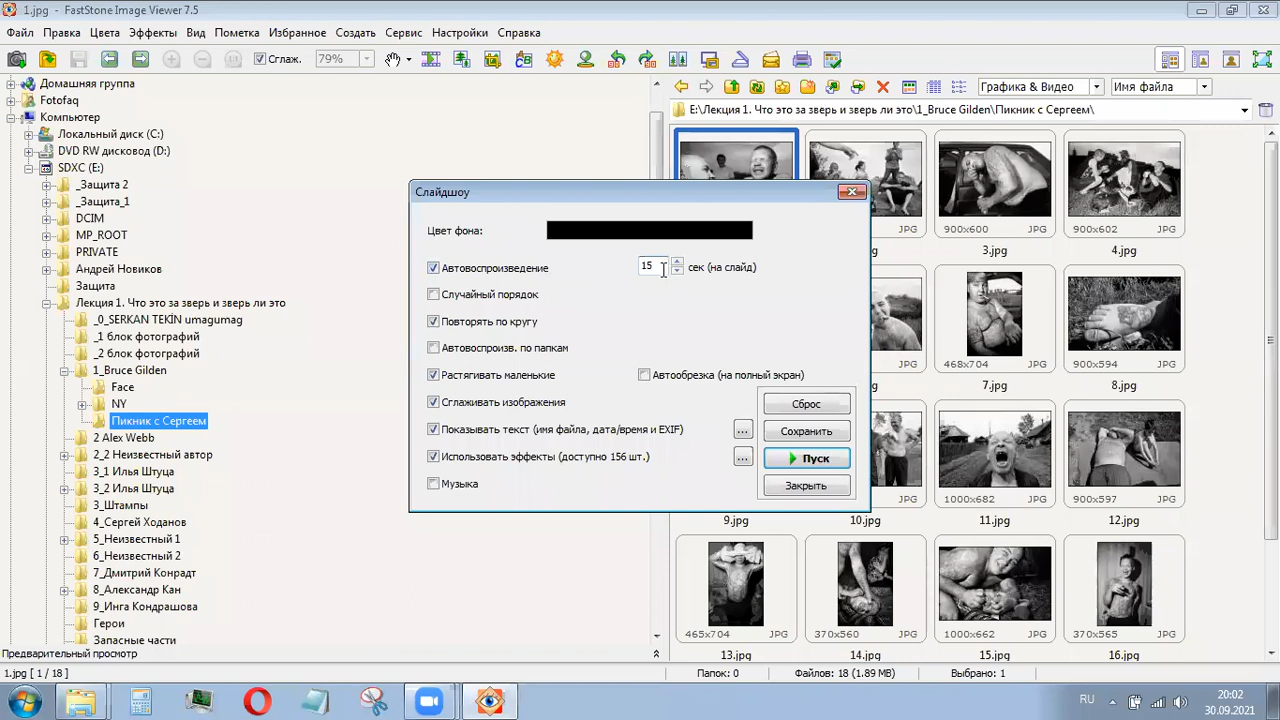 1.jpg - FastStone Image Viewer 7.5
Файл Правка Цвета Эффекты Вид Пометка Избранное Создать Сервис Настройки Справка
Сглаж. 79%
Графика & Видео Имя файла
E:\Лекция 1. Что это за зверь и зверь ли это\1_Bruce Gilden\Пикник с Сергеем\
Домашняя группа
Fotofaq
Компьютер
Локальный диск (C:)
DVD RW дисковод (D:)
SDXC (E:)
_Защита 2
_Защита_1
DCIM
MP_ROOT
PRIVATE
Андрей Новиков
Защита
Лекция 1. Что это за зверь и зверь ли это
_0_SERKAN TEKİN umagumag
_1 блок фотографий
_2 блок фотографий
1_Bruce Gilden
Face
NY
Пикник с Сергеем
2 Alex Webb
2_2 Неизвестный автор
3_1 Илья Штуца
3_2 Илья Штуца
3_Штампы
4_Сергей Ходанов
5_Неизвестный 1
6_Неизвестный 2
7_Дмитрий Конрадт
8_Александр Кан
9_Инга Кондрашова
Герои
Запасные части
Предварительный просмотр
Слайдшоу
Цвет фона:
Автовоспроизведение 15 сек (на слайд)
Случайный порядок
Повторять по кругу
Автовоспроизв. по папкам
Растягивать маленькие Автообрезка (на полный экран)
Сглаживать изображения
Показывать текст (имя файла, дата/время и EXIF) ...
Использовать эффекты (доступно 156 шт.) ...
Музыка
Сброс
Сохранить
Пуск
Закрыть
JPG 900x600 JPG 900x602 JPG
3.jpg 4.jpg
468x704 JPG 900x594 JPG
7.jpg 8.jpg
JPG 1000x682 JPG 900x597 JPG
9.jpg 10.jpg 11.jpg 12.jpg
465x704 JPG 370x560 JPG 1000x662 JPG 370x565 JPG
13.jpg 14.jpg 15.jpg 16.jpg
1.jpg [ 1 / 18 ] Папок: 0 Файлов: 18 (1.89 MB) Выбрано: 1
RU 20:02
30.09.2021